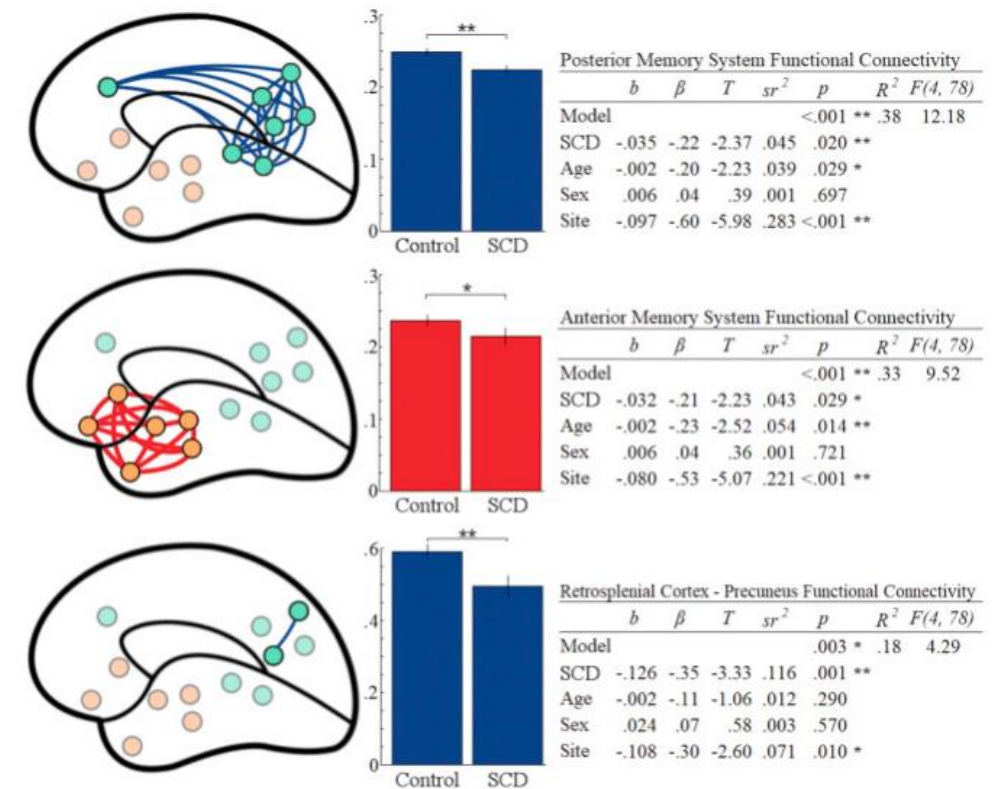 .3
**
.2
.1
0
Control SCD
Posterior Memory System Functional Connectivity
b β T sr² p R² F(4, 78)
Model <.001 ** .38 12.18
SCD -.035 -.22 -2.37 .045 .020 **
Age -.002 -.20 -2.23 .039 .029 *
Sex .006 .04 .39 .001 .697
Site -.097 -.60 -5.98 .283 <.001 **
.3
*
.2
.1
0
Control SCD
Anterior Memory System Functional Connectivity
b β T sr² p R² F(4, 78)
Model <.001 ** .33 9.52
SCD -.032 -.21 -2.23 .043 .029 *
Age -.002 -.23 -2.52 .054 .014 **
Sex .006 .04 .36 .001 .721
Site -.080 -.53 -5.07 .221 <.001 **
.6
**
.4
.2
0
Control SCD
Retrosplenial Cortex - Precuneus Functional Connectivity
b β T sr² p R² F(4, 78)
Model .003 * .18 4.29
SCD -.126 -.35 -3.33 .116 .001 **
Age -.002 -.11 -1.06 .012 .290
Sex .024 .07 .58 .003 .570
Site -.108 -.30 -2.60 .071 .010 *